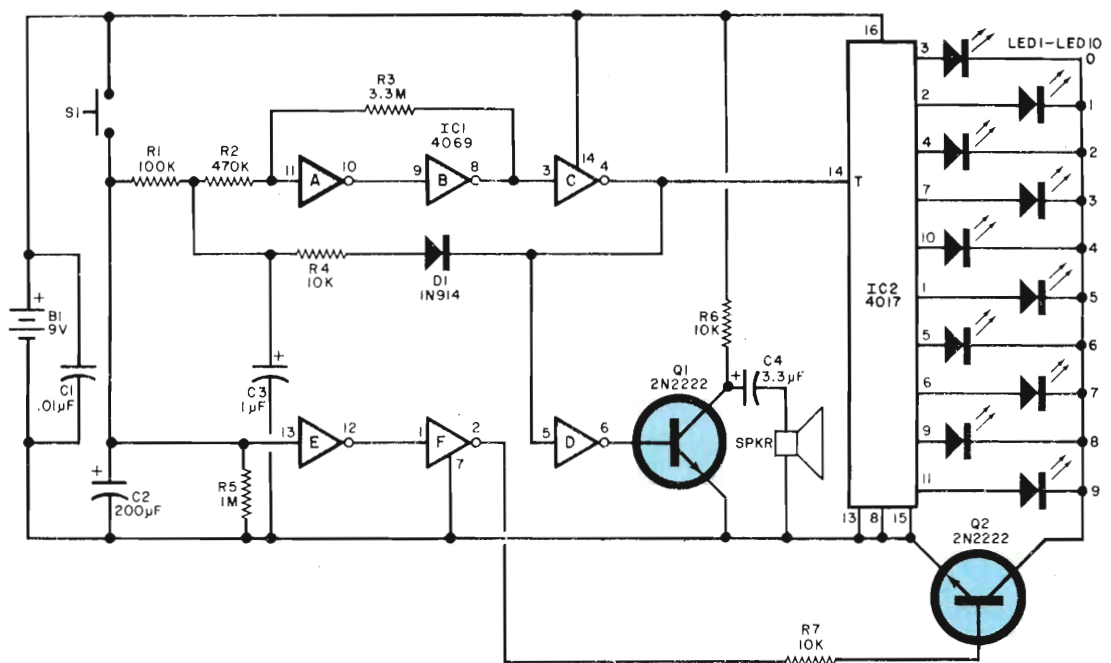 16
3
LED1-LED10
0
2
1
4
2
7
3
10
4
1
5
5
6
6
7
9
8
11
9
S1
R3
3.3M
IC1
4069
R1
100K
R2
470K
11
A
10
9
B
8
3
C
14
4
14
T
IC2
4017
R4
10K
D1
1N914
B1
9V
+
C1
.01µF
+
C3
1µF
R6
10K
Q1
2N2222
+
C4
3.3µF
SPKR
13
E
12
1
F
2
7
5
D
6
+
C2
200µF
R5
1M
13
8
15
Q2
2N2222
R7
10K